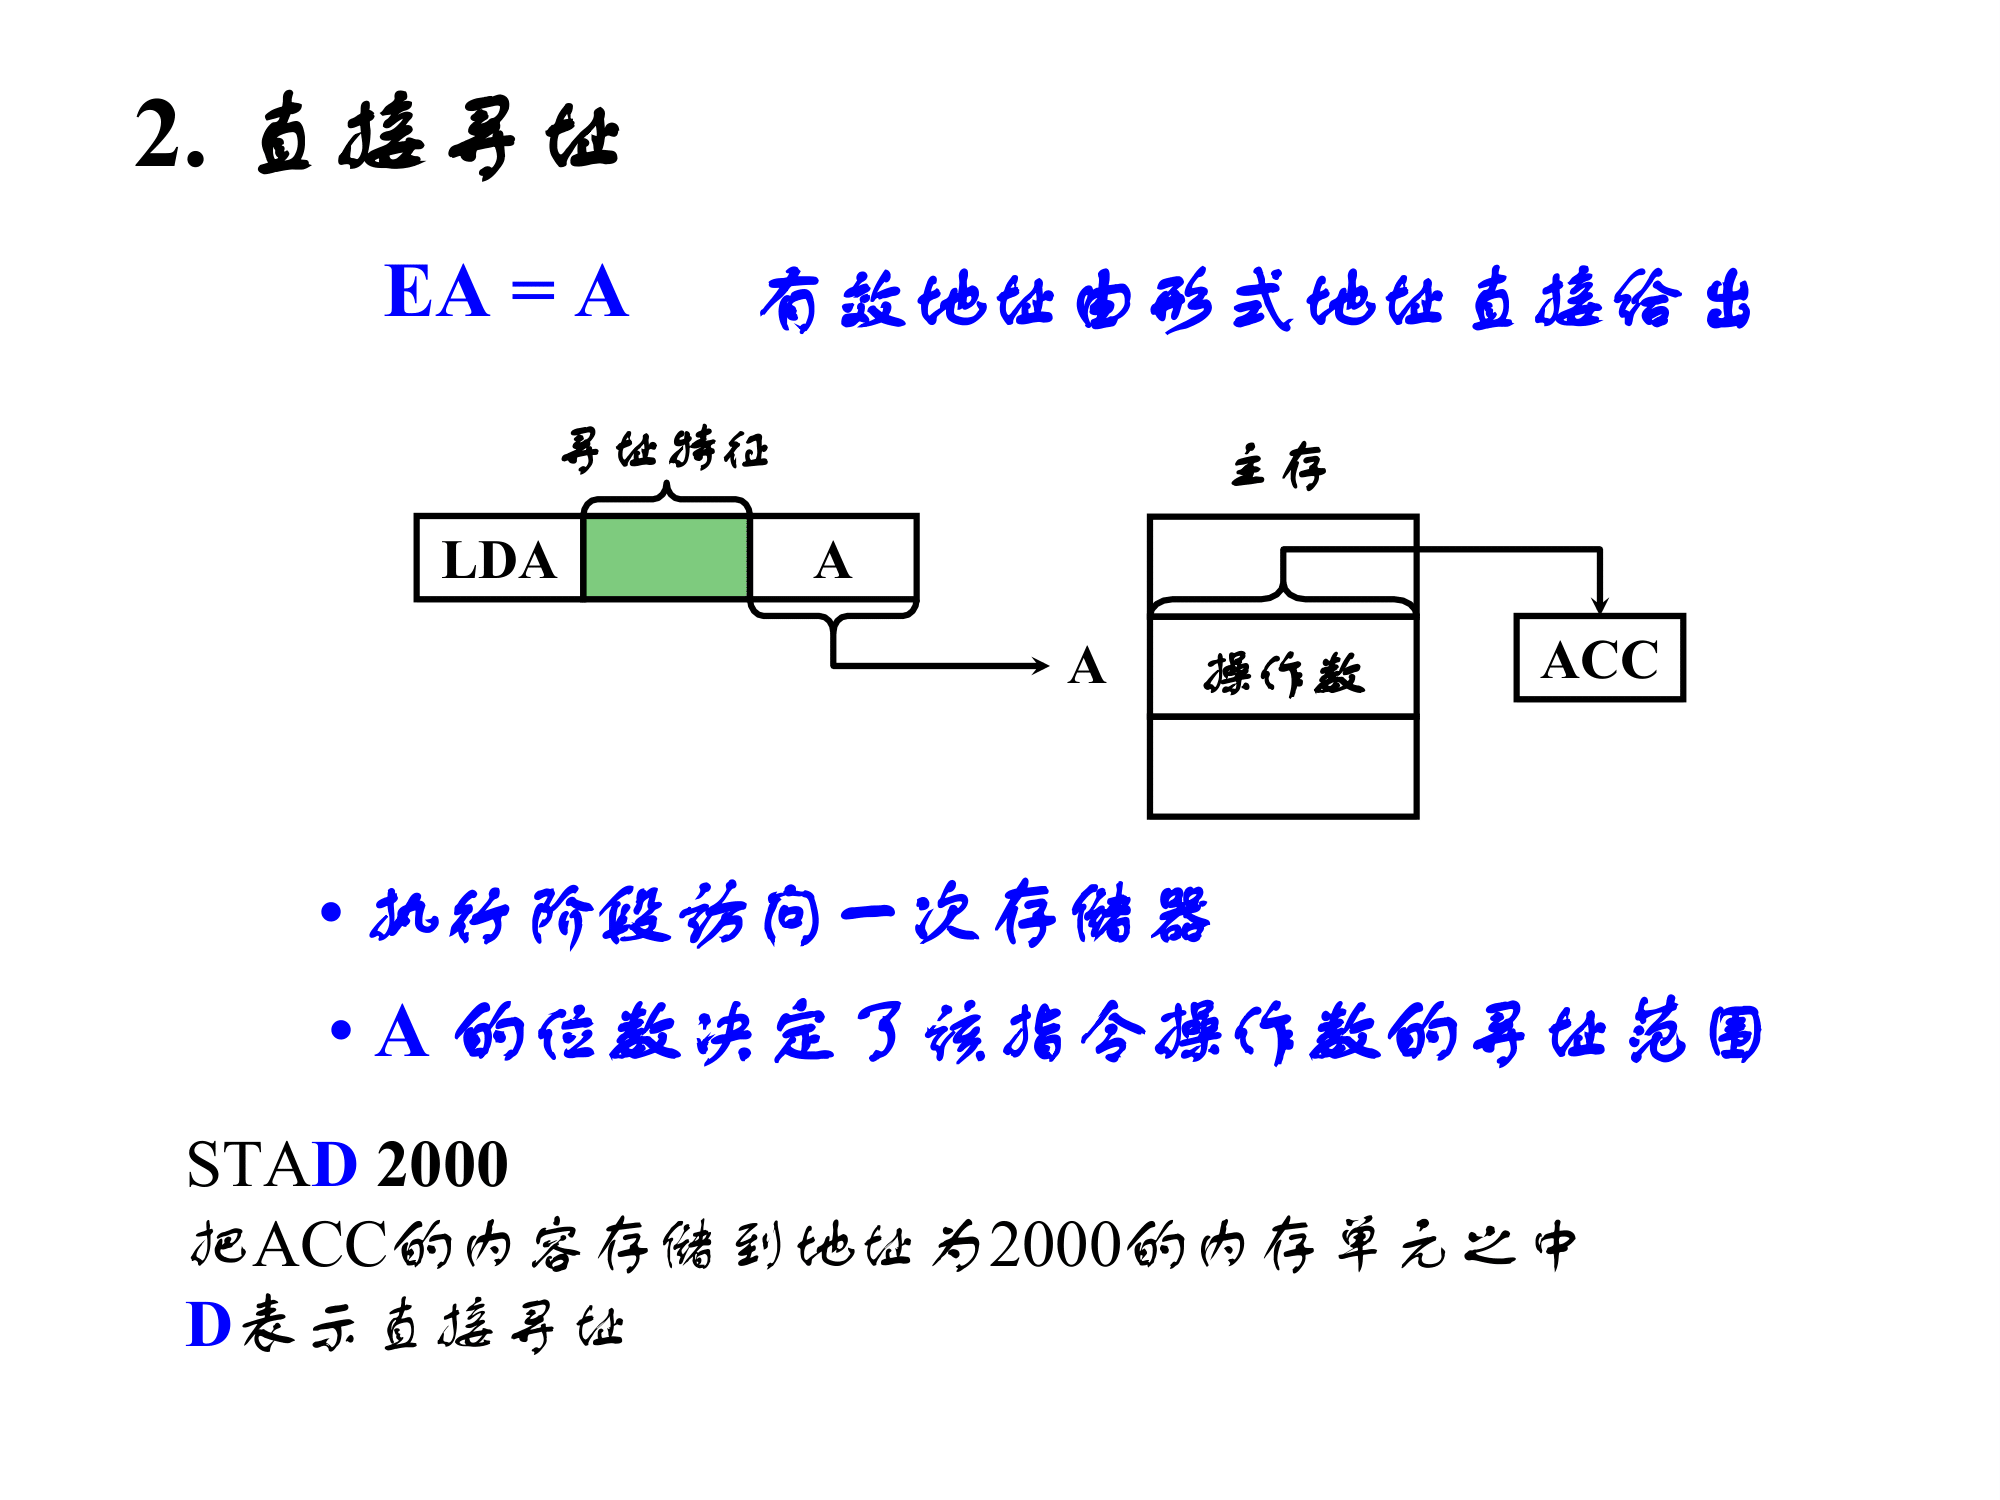 2. 直接寻址
EA = A 有效地址由形式地址直接给出
寻址特征
主存
LDA A
A 操作数 ACC
• 执行阶段访问一次存储器
• A 的位数决定了该指令操作数的寻址范围
STAD 2000
把ACC的内容存储到地址为2000的内存单元之中
D表示直接寻址